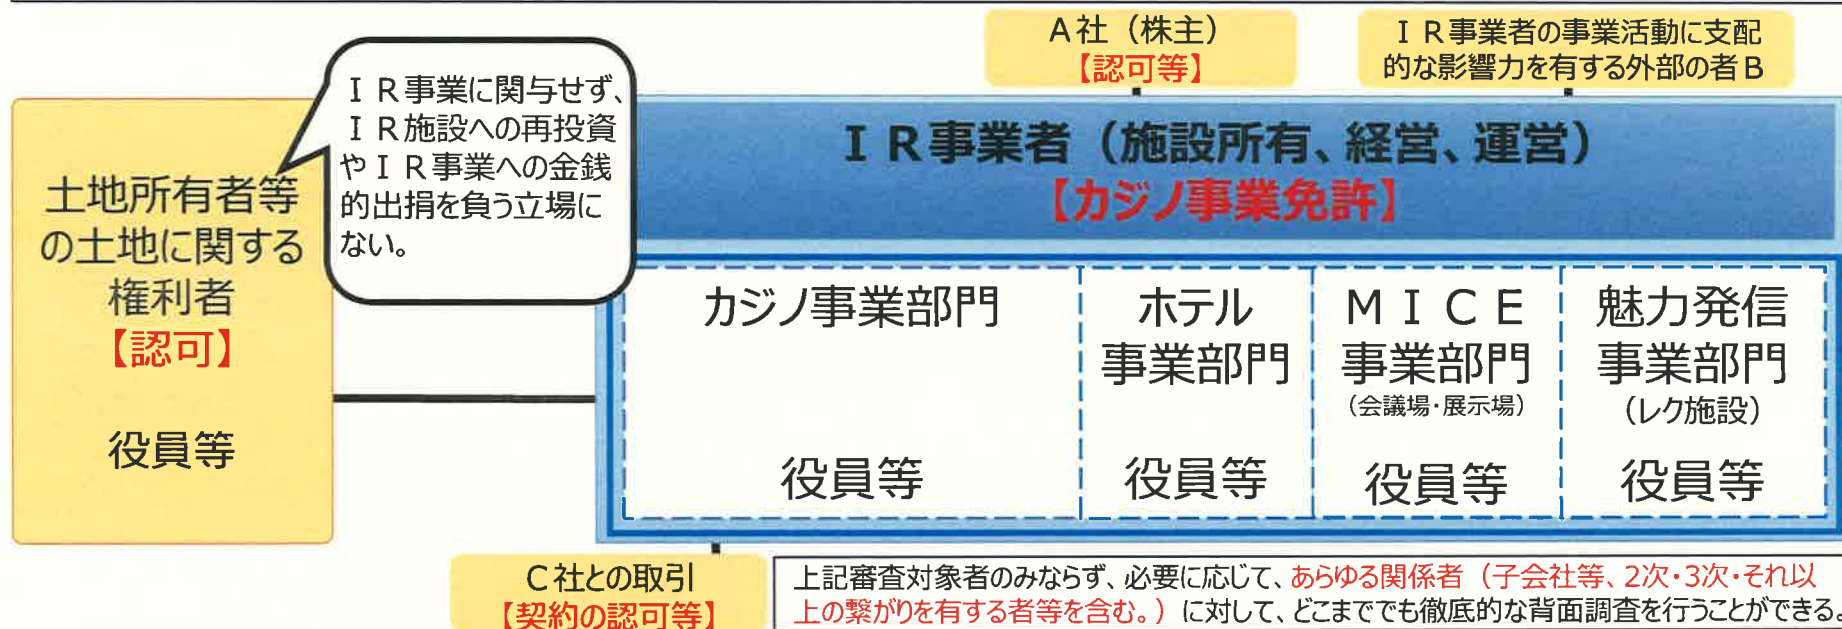 A社（株主）
【認可等】
ＩＲ事業者の事業活動に支配
的な影響力を有する外部の者B
ＩＲ事業に関与せず、
ＩＲ施設への再投資
やＩＲ事業への金銭
的出捐を負う立場に
ない。
土地所有者等
の土地に関する
権利者
【認可】
役員等
ＩＲ事業者（施設所有、経営、運営）
【カジノ事業免許】
カジノ事業部門
役員等
ホテル
事業部門
役員等
ＭＩＣＥ
事業部門
（会議場・展示場）
役員等
魅力発信
事業部門
（レク施設）
役員等
C社との取引
【契約の認可等】
上記審査対象者のみならず、必要に応じて、あらゆる関係者（子会社等、2次・3次・それ以
上の繋がりを有する者等を含む。）に対して、どこまででも徹底的な背面調査を行うことができる。